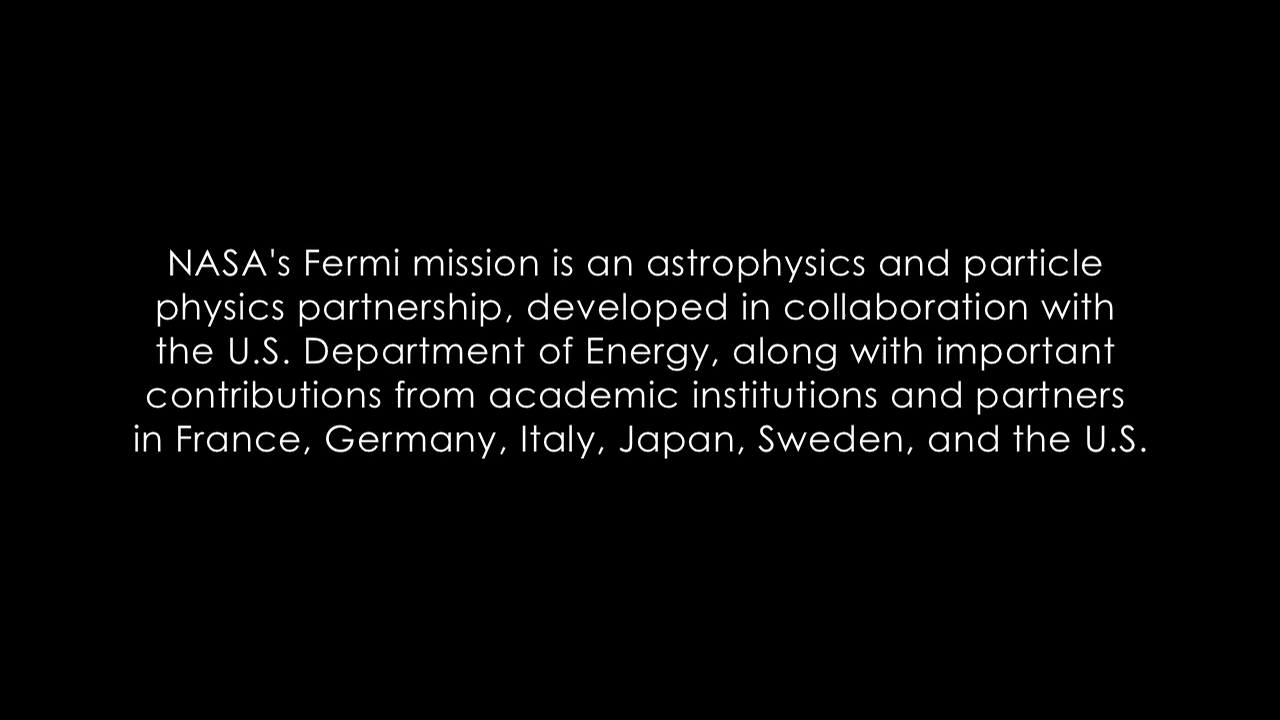 NASA's Fermi mission is an astrophysics and particle
physics partnership, developed in collaboration with
the U.S. Department of Energy, along with important
contributions from academic institutions and partners
in France, Germany, Italy, Japan, Sweden, and the U.S.